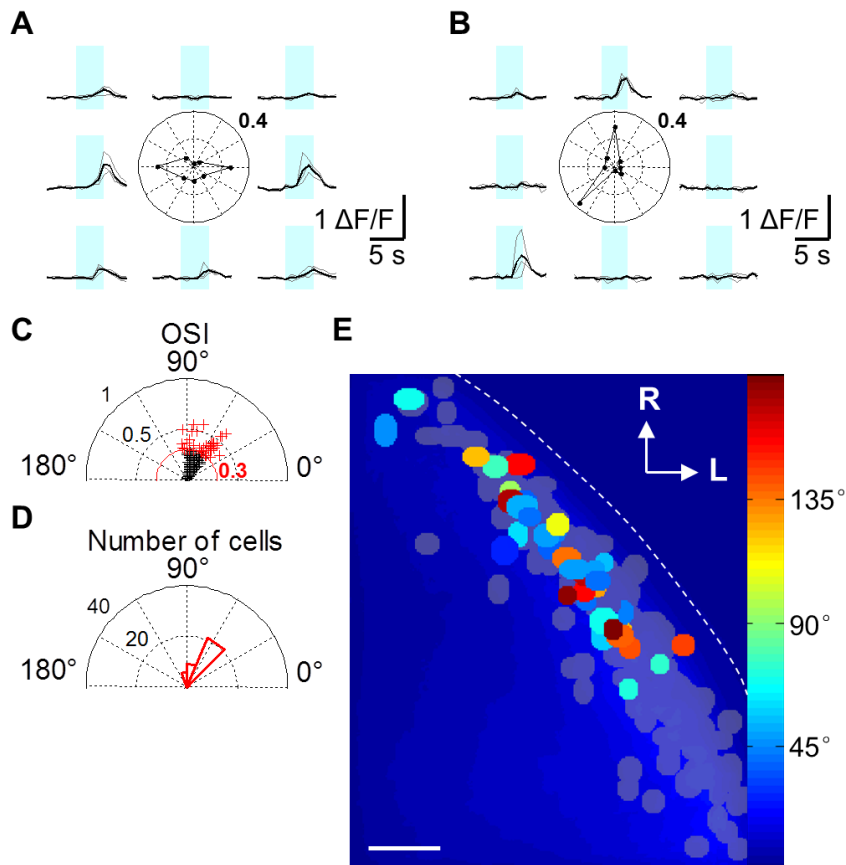 A
B
0.4
0.4
1 ΔF/F
5 s
1 ΔF/F
5 s
C
OSI
90°
1
0.5
180°
0.3
0°
D
Number of cells
90°
40
20
180°
0°
E
R
L
135°
90°
45°